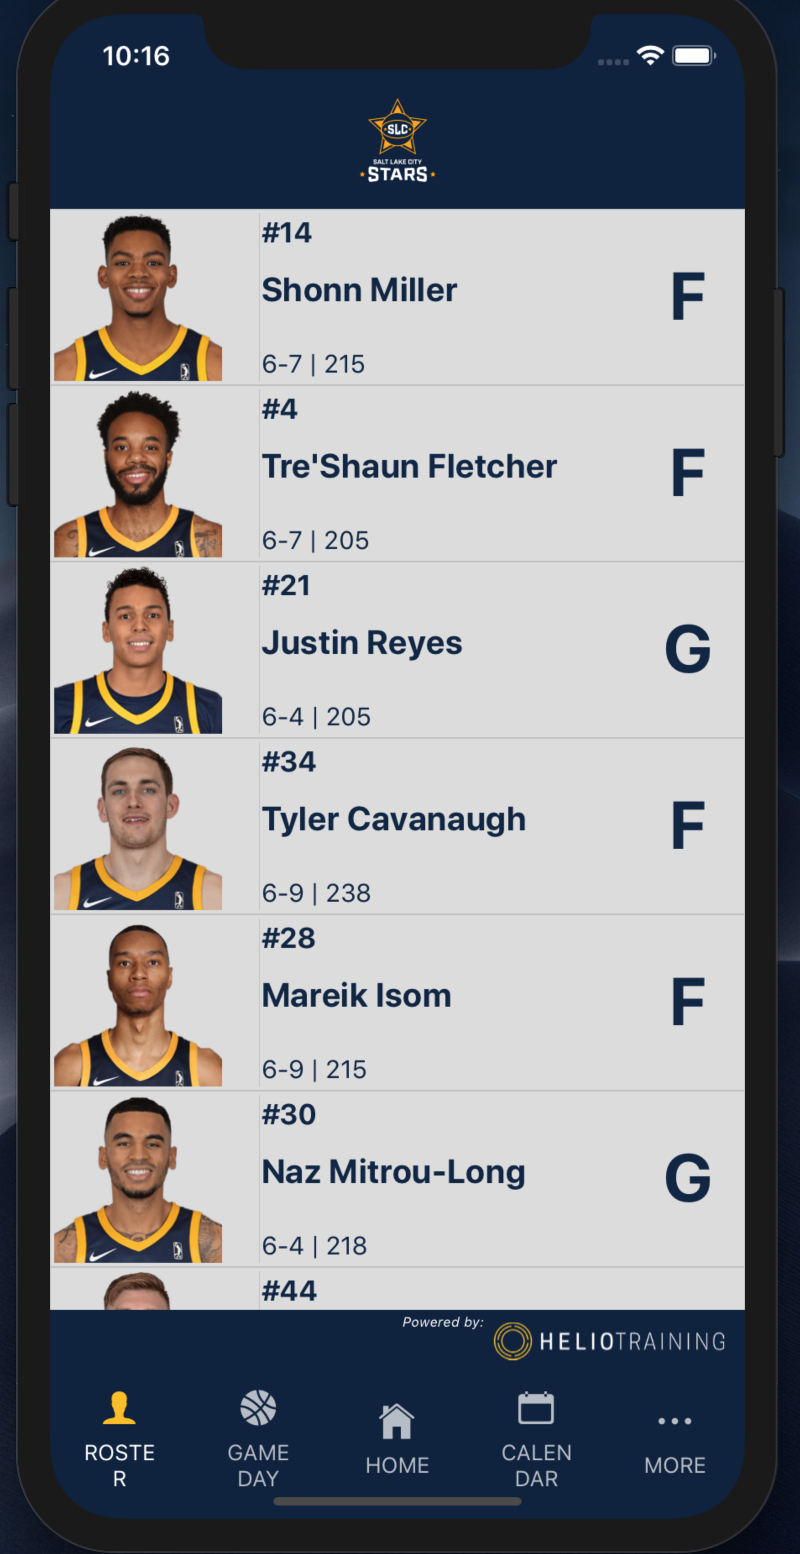 10:16
SLC
SALT LAKE CITY
STARS
#14
Shonn Miller
F
6-7 | 215
#4
Tre'Shaun Fletcher
F
6-7 | 205
#21
Justin Reyes
G
6-4 | 205
#34
Tyler Cavanaugh
F
6-9 | 238
#28
Mareik Isom
F
6-9 | 215
#30
Naz Mitrou-Long
G
6-4 | 218
#44
Powered by:
HELIOTRAINING
ROSTE
R
GAME
DAY
HOME
CALEN
DAR
MORE